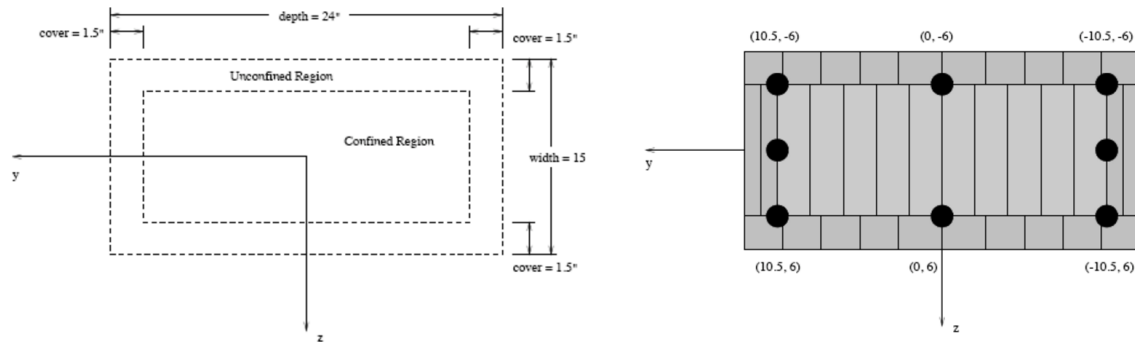 depth = 24"
cover = 1.5"
cover = 1.5"
Unconfined Region
Confined Region
width = 15
y
cover = 1.5"
z
(10.5, -6)
(0, -6)
(-10.5, -6)
y
(10.5, 6)
(0, 6)
(-10.5, 6)
z